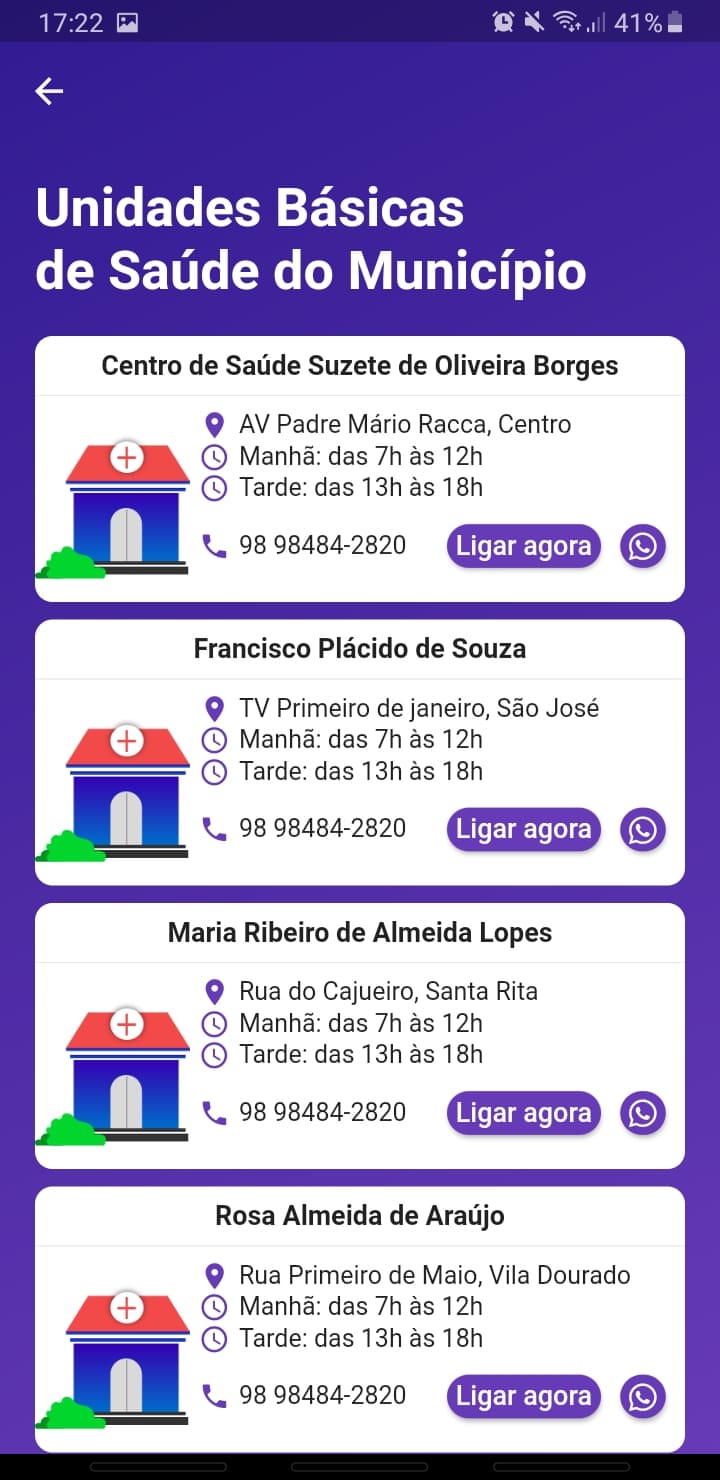 17:22
41%
Unidades Básicas
de Saúde do Município
Centro de Saúde Suzete de Oliveira Borges
AV Padre Mário Racca, Centro
Manhã: das 7h às 12h
Tarde: das 13h às 18h
98 98484-2820 Ligar agora
Francisco Plácido de Souza
TV Primeiro de janeiro, São José
Manhã: das 7h às 12h
Tarde: das 13h às 18h
98 98484-2820 Ligar agora
Maria Ribeiro de Almeida Lopes
Rua do Cajueiro, Santa Rita
Manhã: das 7h às 12h
Tarde: das 13h às 18h
98 98484-2820 Ligar agora
Rosa Almeida de Araújo
Rua Primeiro de Maio, Vila Dourado
Manhã: das 7h às 12h
Tarde: das 13h às 18h
98 98484-2820 Ligar agora